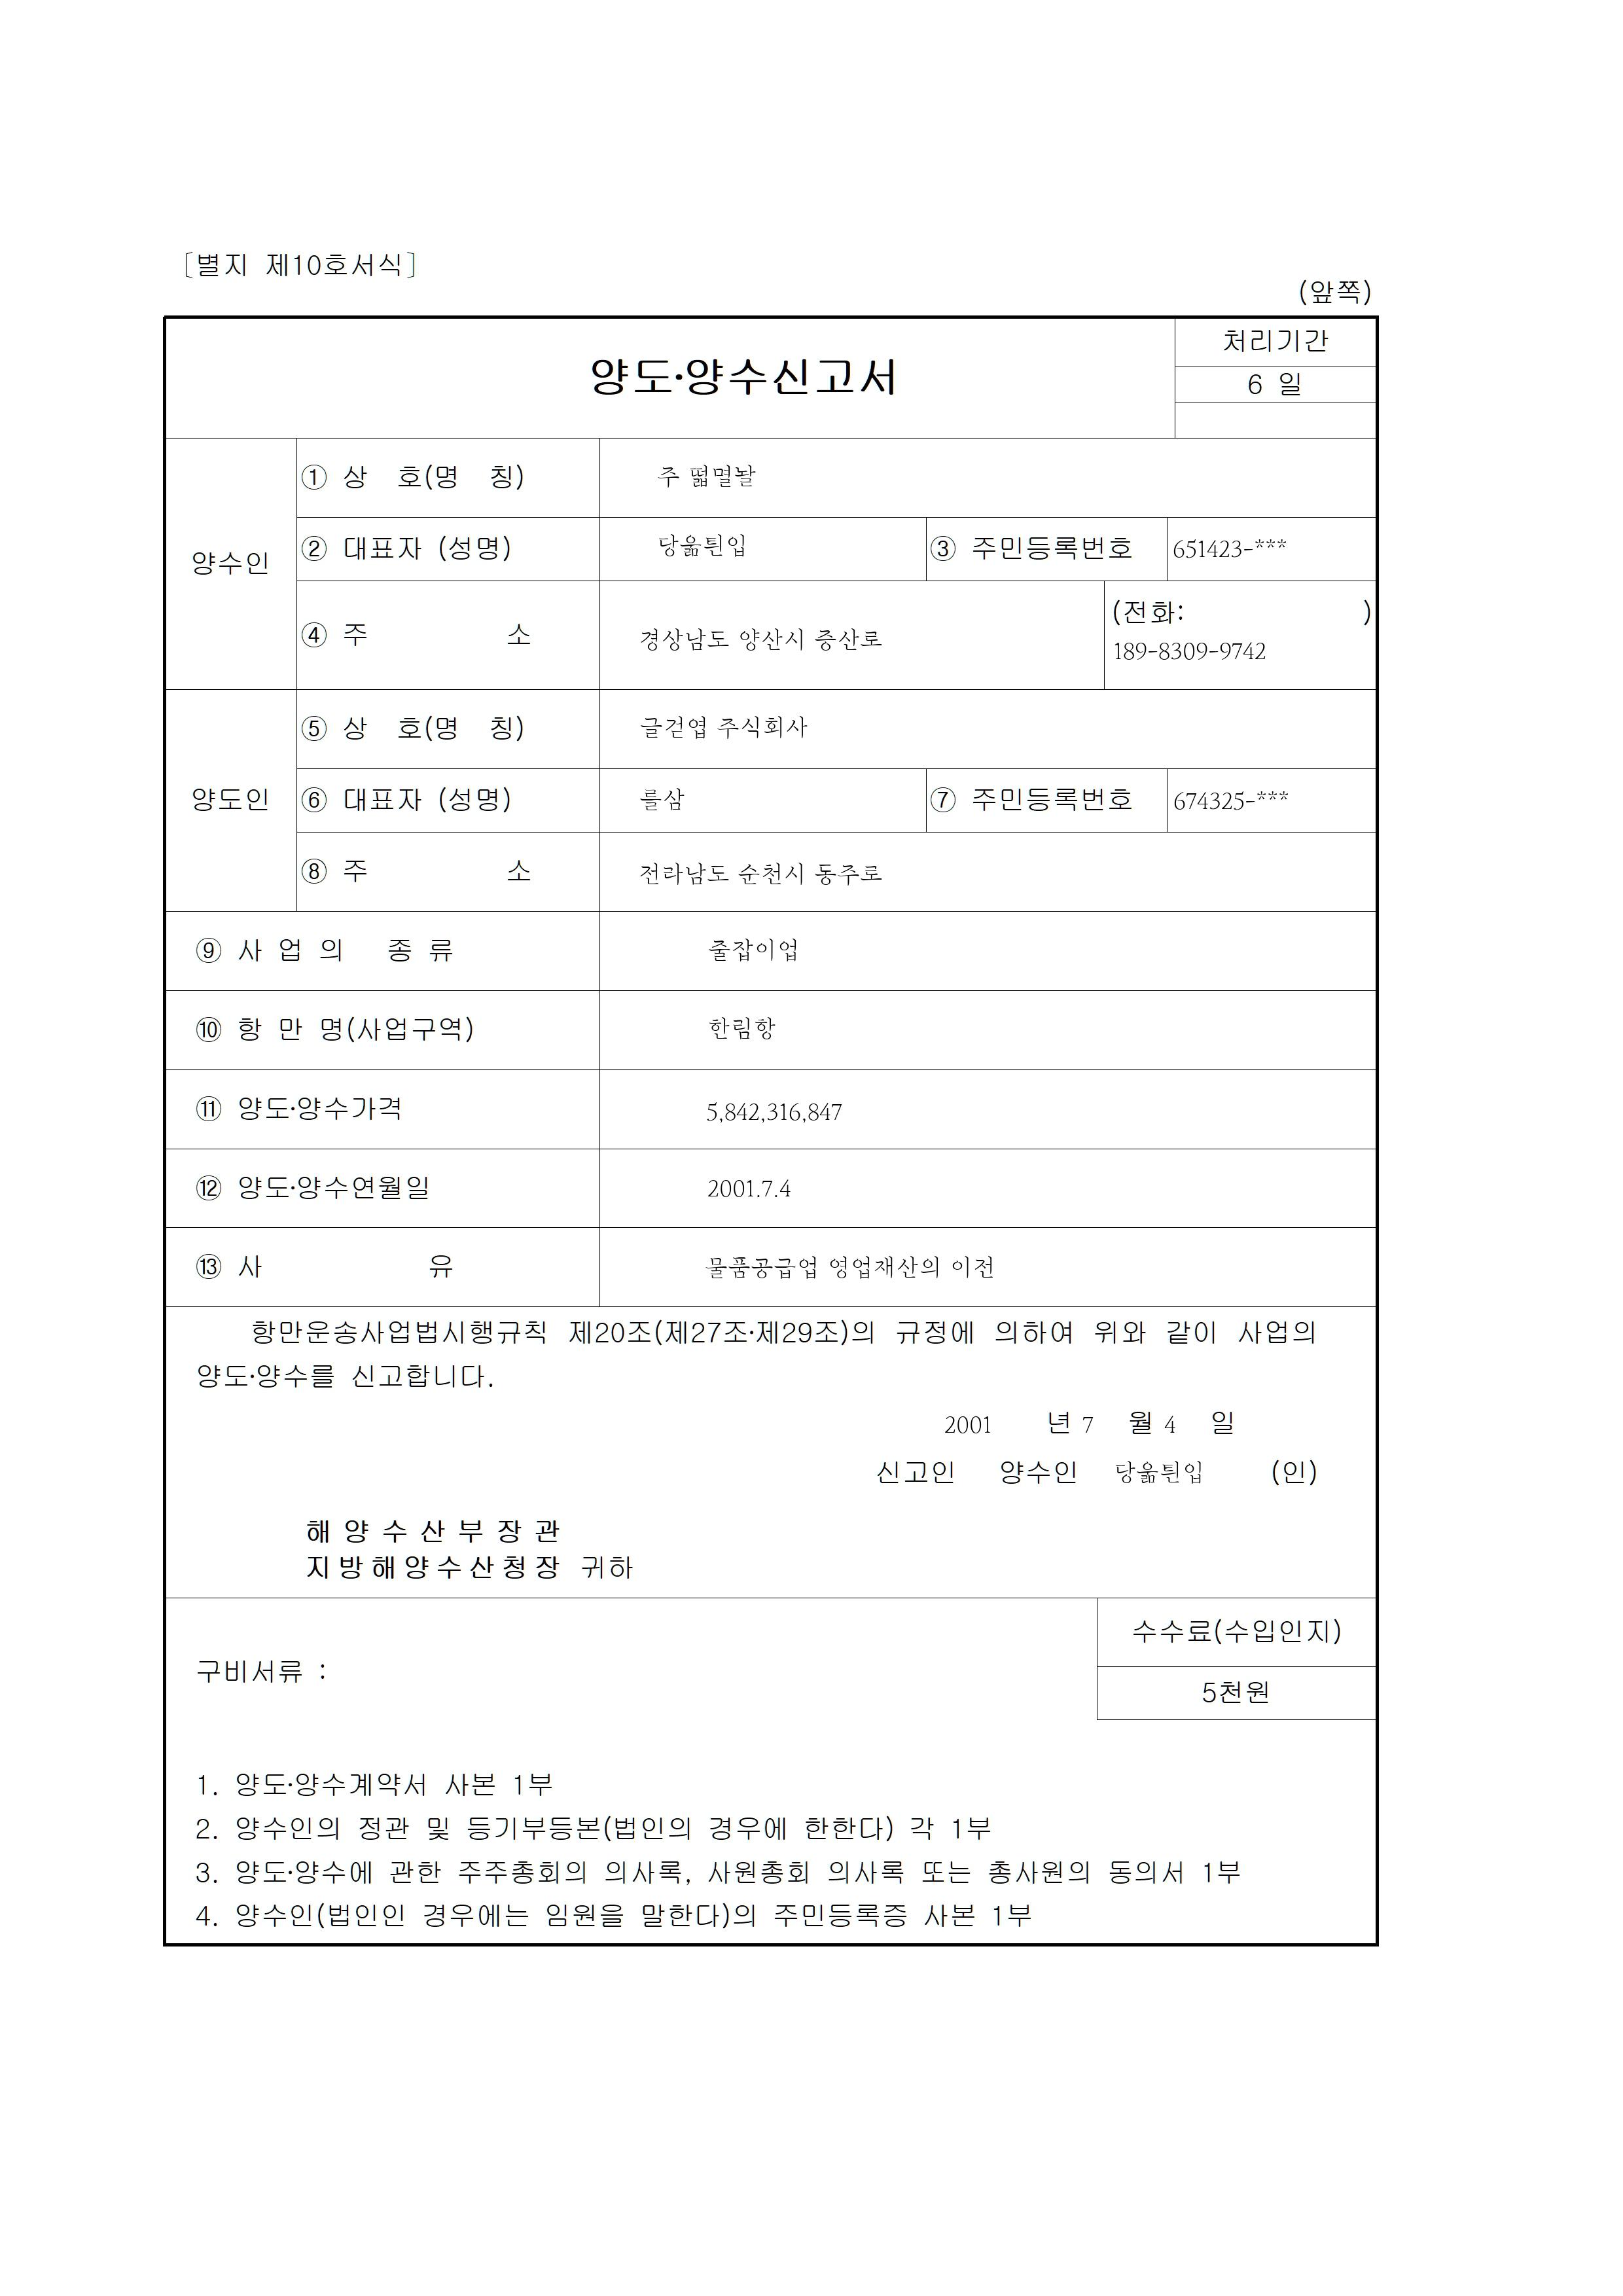 [별지 제10호서식]
(앞쪽)
양도·양수신고서
처리기간
6 일
양수인
① 상 호(명 칭)
주 떫멸놜
② 대표자 (성명)
당옮틘입
③ 주민등록번호
651423-***
④ 주 소
경상남도 양산시 증산로
(전화: )
189-8309-9742
양도인
⑤ 상 호(명 칭)
글걷엽 주식회사
⑥ 대표자 (성명)
틀삼
⑦ 주민등록번호
674325-***
⑧ 주 소
전라남도 순천시 동주로
⑨ 사 업 의 종 류
줄잡이업
⑩ 항 만 명(사업구역)
한림항
⑪ 양도·양수가격
5,842,316,847
⑫ 양도·양수연월일
2001.7.4
⑬ 사 유
물품공급업 영업재산의 이전
항만운송사업법시행규칙 제20조(제27조·제29조)의 규정에 의하여 위와 같이 사업의
양도·양수를 신고합니다.
2001 년 7 월 4 일
신고인 양수인 당옮틘입 (인)
해 양 수 산 부 장 관
지방해양수산청장 귀하
구비서류 :
수수료(수입인지)
5천원
1. 양도·양수계약서 사본 1부
2. 양수인의 정관 및 등기부등본(법인의 경우에 한한다) 각 1부
3. 양도·양수에 관한 주주총회의 의사록, 사원총회 의사록 또는 총사원의 동의서 1부
4. 양수인(법인인 경우에는 임원을 말한다)의 주민등록증 사본 1부